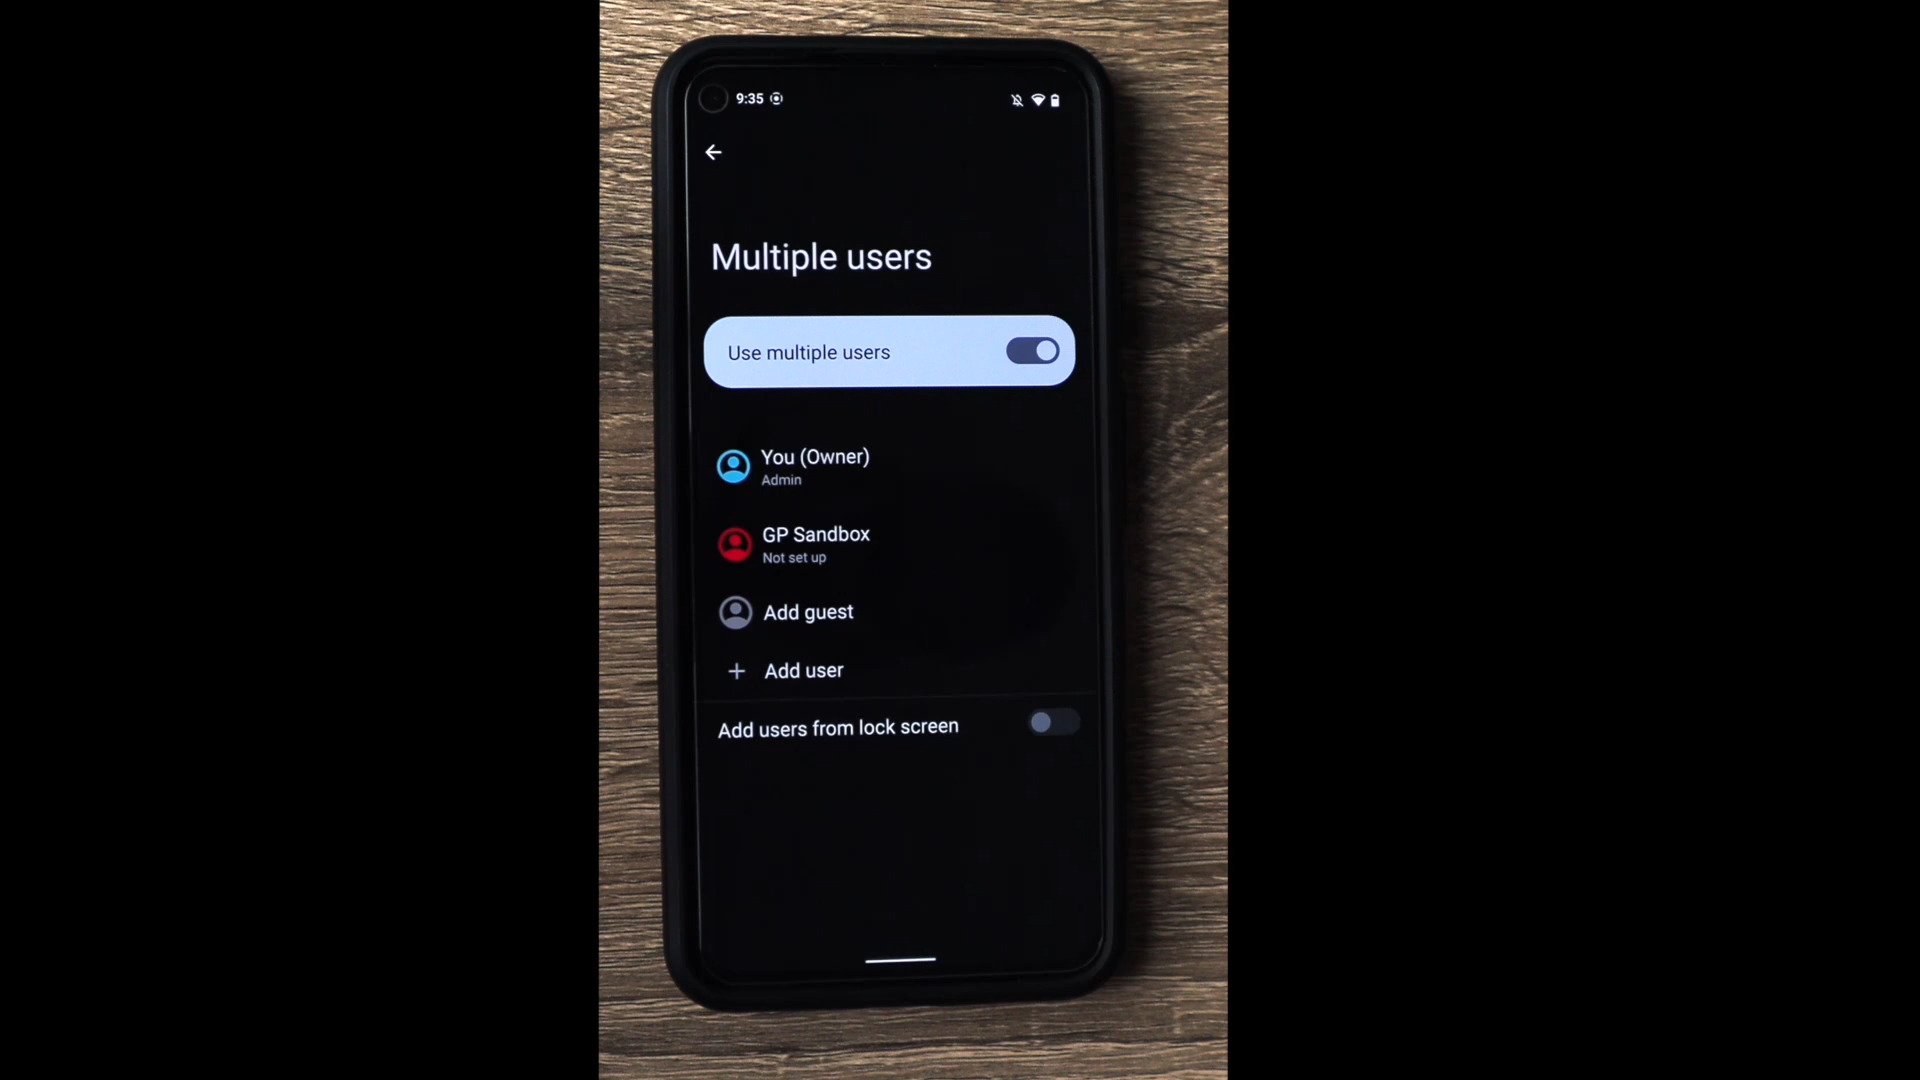 9:35
Multiple users
Use multiple users
You (Owner)
Admin
GP Sandbox
Not set up
Add guest
Add user
Add users from lock screen